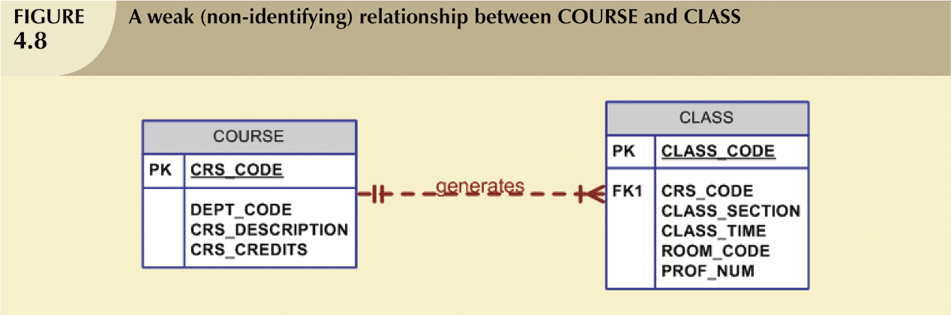 FIGURE
4.8
A weak (non-identifying) relationship between COURSE and CLASS
COURSE
PK CRS_CODE
DEPT_CODE
CRS_DESCRIPTION
CRS_CREDITS
generates
CLASS
PK CLASS_CODE
FK1 CRS_CODE
CLASS_SECTION
CLASS_TIME
ROOM_CODE
PROF_NUM